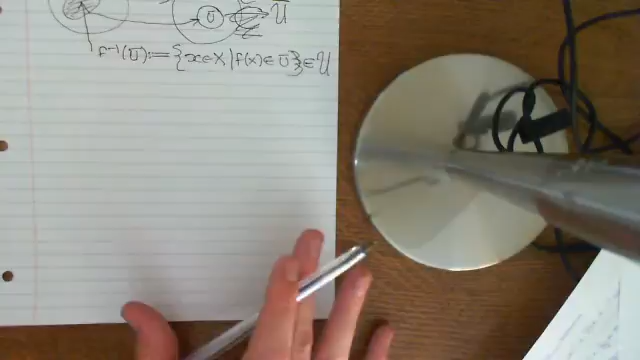 U 𝒰
f⁻¹(U) := {x ∈ X | f(x) ∈ U} ∈ 𝒰